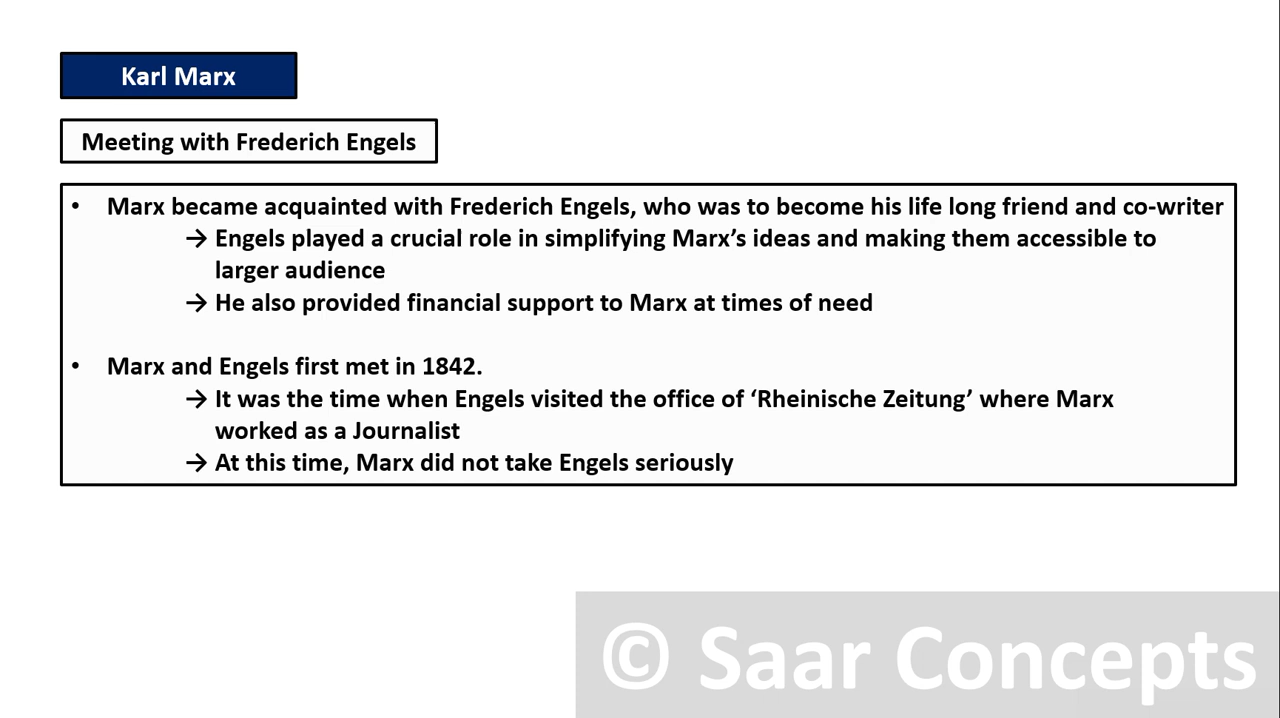 Karl Marx
Meeting with Frederich Engels
• Marx became acquainted with Frederich Engels, who was to become his life long friend and co-writer
→ Engels played a crucial role in simplifying Marx’s ideas and making them accessible to
larger audience
→ He also provided financial support to Marx at times of need
• Marx and Engels first met in 1842.
→ It was the time when Engels visited the office of ‘Rheinische Zeitung’ where Marx
worked as a Journalist
→ At this time, Marx did not take Engels seriously
© Saar Concepts